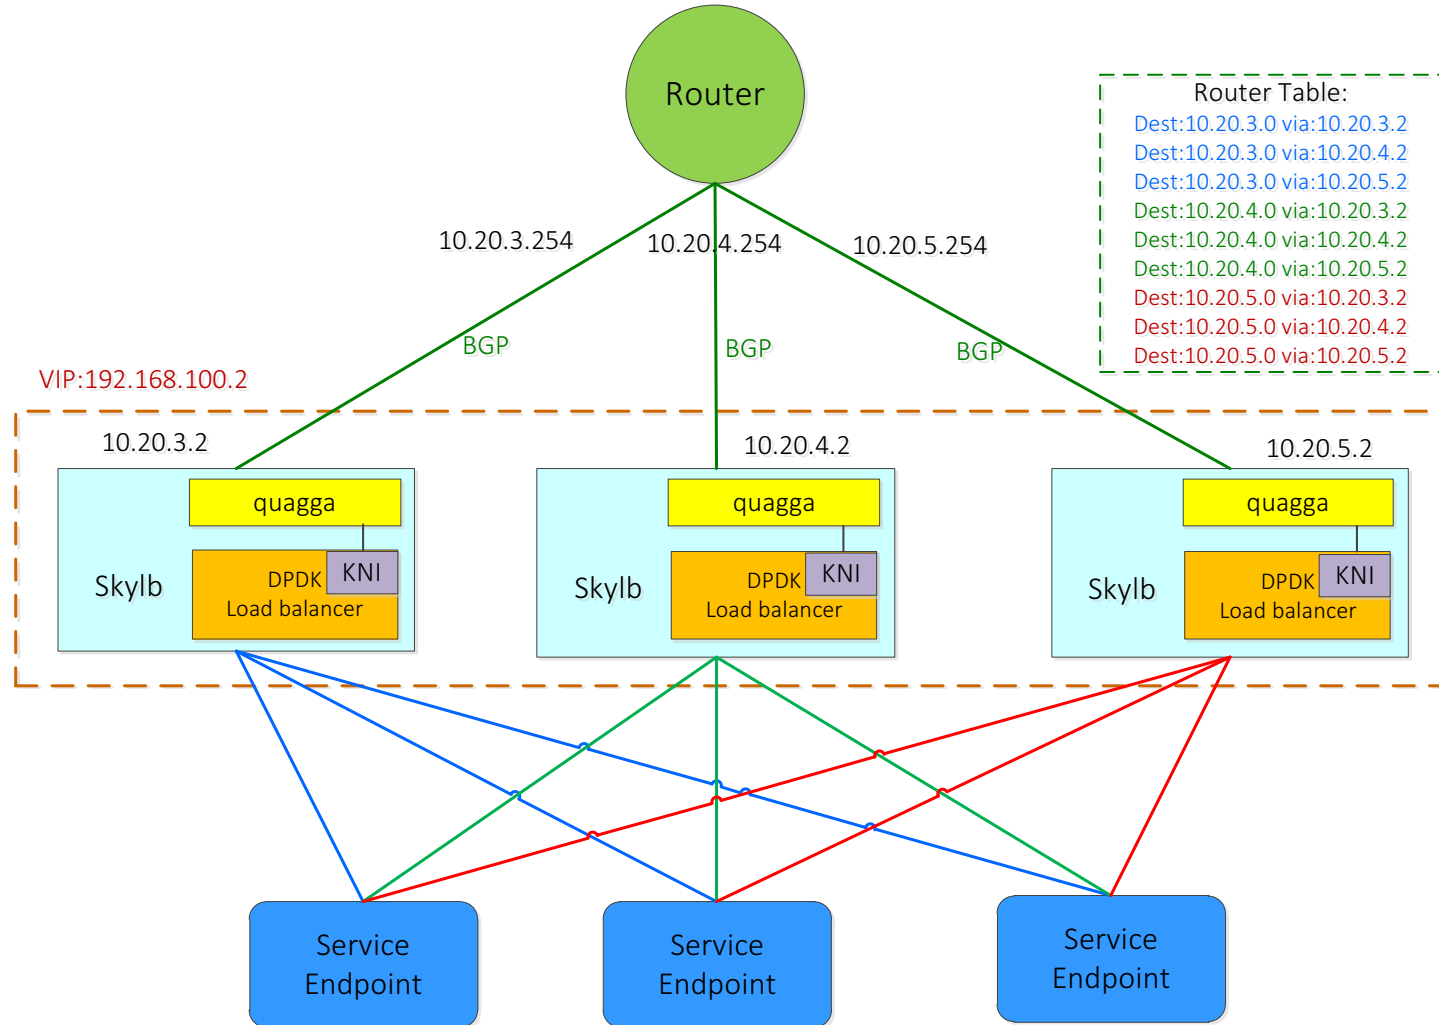 Router
Router Table:
Dest:10.20.3.0 via:10.20.3.2
Dest:10.20.3.0 via:10.20.4.2
Dest:10.20.3.0 via:10.20.5.2
Dest:10.20.4.0 via:10.20.3.2
Dest:10.20.4.0 via:10.20.4.2
Dest:10.20.4.0 via:10.20.5.2
Dest:10.20.5.0 via:10.20.3.2
Dest:10.20.5.0 via:10.20.4.2
Dest:10.20.5.0 via:10.20.5.2
10.20.3.254
10.20.4.254
10.20.5.254
BGP
BGP
BGP
VIP:192.168.100.2
10.20.3.2
10.20.4.2
10.20.5.2
quagga
KNI
Skylb
DPDK
Load balancer
quagga
KNI
Skylb
DPDK
Load balancer
quagga
KNI
Skylb
DPDK
Load balancer
Service
Endpoint
Service
Endpoint
Service
Endpoint